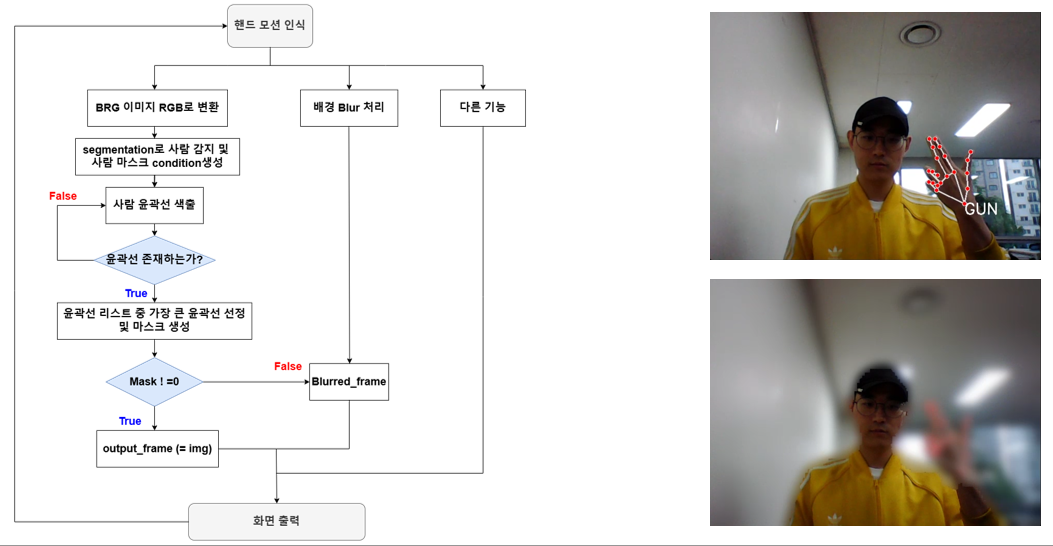 핸드 모션 인식
BRG 이미지 RGB로 변환
배경 Blur 처리
다른 기능
segmentation로 사람 감지 및
사람 마스크 condition생성
False
사람 윤곽선 색출
윤곽선 존재하는가?
True
윤곽선 리스트 중 가장 큰 윤곽선 선정
및 마스크 생성
False
Mask ! =0
Blurred_frame
True
output_frame (= img)
화면 출력
GUN